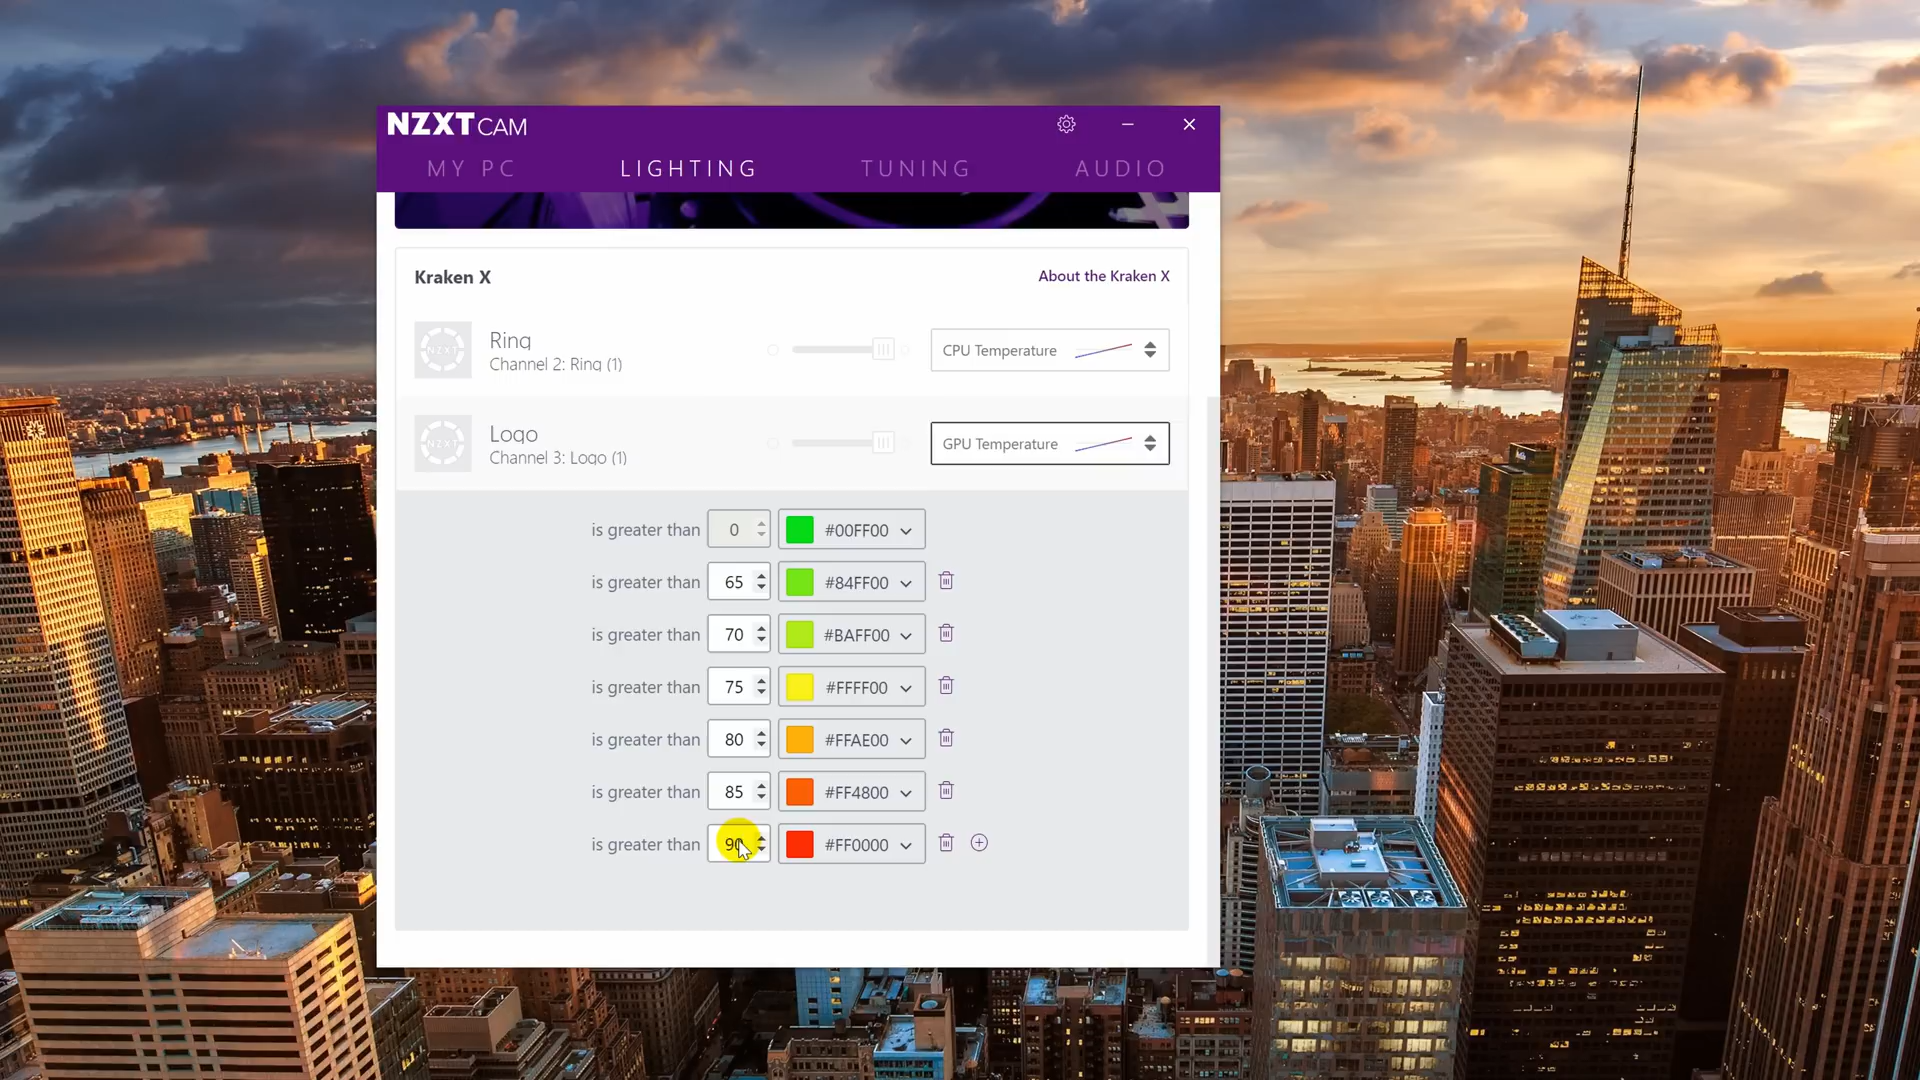 NZXT CAM
MY PC LIGHTING TUNING AUDIO
Kraken X About the Kraken X
NZXT Ring CPU Temperature
Channel 2: Ring (1)
NZXT Logo GPU Temperature
Channel 3: Logo (1)
is greater than 0 #00FF00
is greater than 65 #84FF00
is greater than 70 #BAFF00
is greater than 75 #FFFF00
is greater than 80 #FFAE00
is greater than 85 #FF4800
is greater than 90 #FF0000